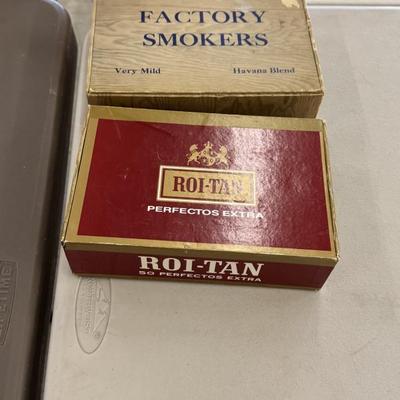 FACTORY
SMOKERS
Very Mild Havana Blend
ROI-TAN
PERFECTOS EXTRA
ROI-TAN
50 PERFECTOS EXTRA